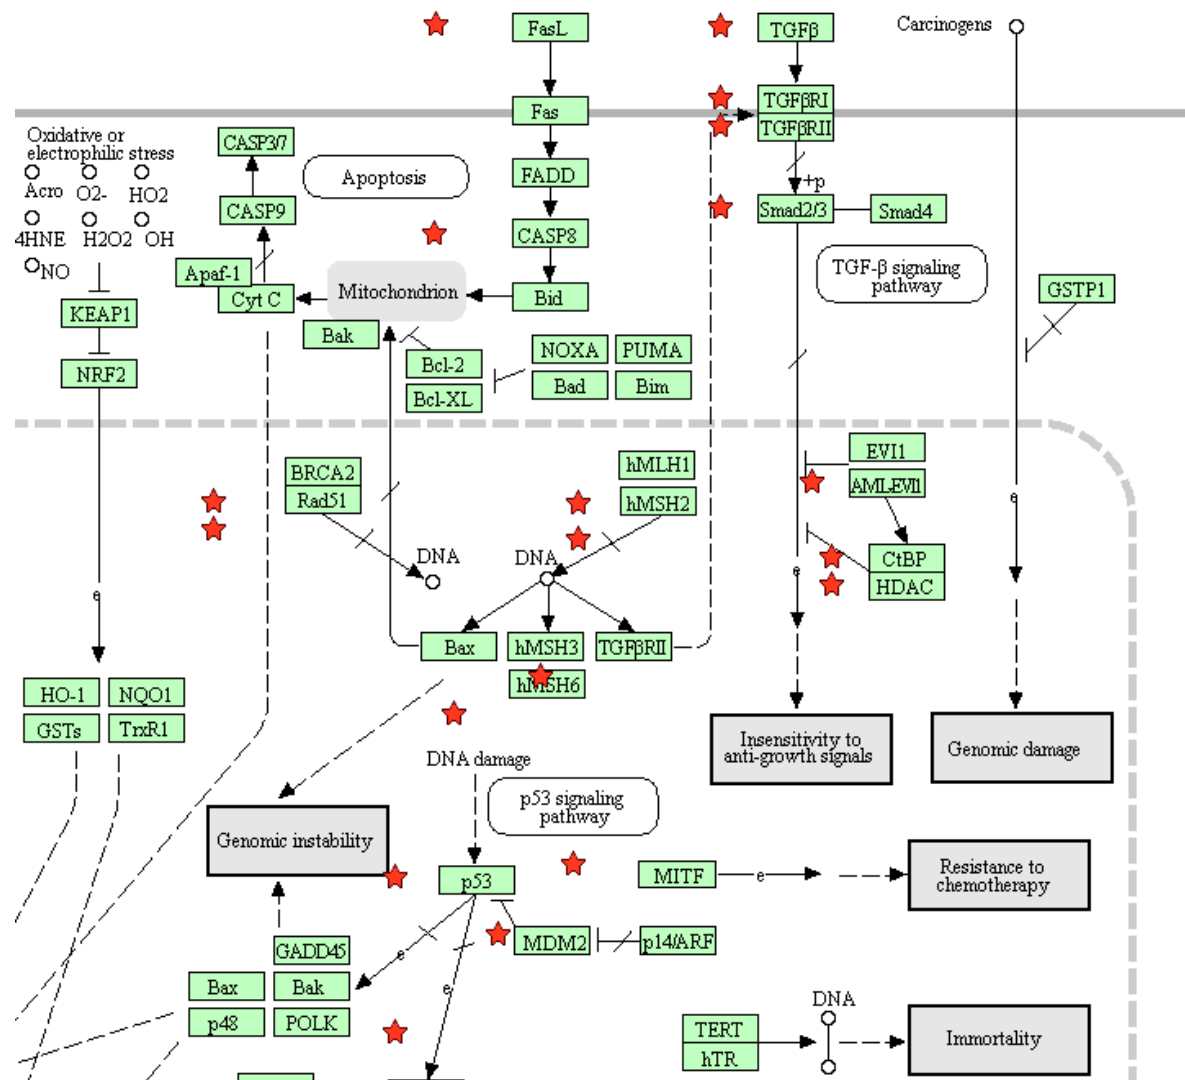 FasL
TGFβ
Carcinogens
Fas
TGFβRI
TGFβRII
Oxidative or
electrophilic stress
CASP3/7
Apoptosis
FADD
+p
Acro
O2-
HO2
CASP9
Smad2/3
Smad4
4HNE
H2O2
OH
CASP8
NO
Apaf-1
Cyt C
Mitochondrion
Bid
TGF-β signaling
pathway
GSTP1
KEAP1
Bak
NOXA
PUMA
Bcl-2
NRF2
Bad
Bim
Bcl-XL
EVI1
BRCA2
Rad51
hMLH1
hMSH2
AML-EVI1
e
DNA
DNA
CtBP
HDAC
e
e
Bax
hMSH3
TGFβRII
hMSH6
HO-1
NQO1
GSTs
TrxR1
Insensitivity to
anti-growth signals
Genomic damage
DNA damage
p53 signaling
pathway
Genomic instability
p53
MITF
e
Resistance to
chemotherapy
MDM2
p14/ARF
GADD45
e
Bax
Bak
e
p48
POLK
DNA
TERT
hTR
Immortality